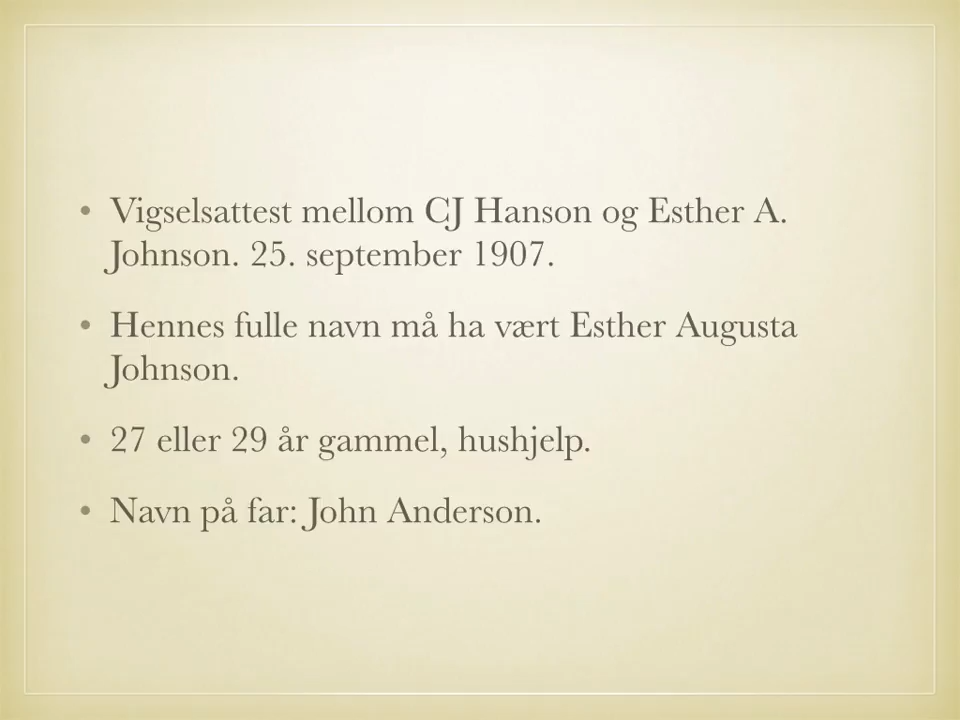 • Vigselsattest mellom CJ Hanson og Esther A.
Johnson. 25. september 1907.
• Hennes fulle navn må ha vært Esther Augusta
Johnson.
• 27 eller 29 år gammel, hushjelp.
• Navn på far: John Anderson.